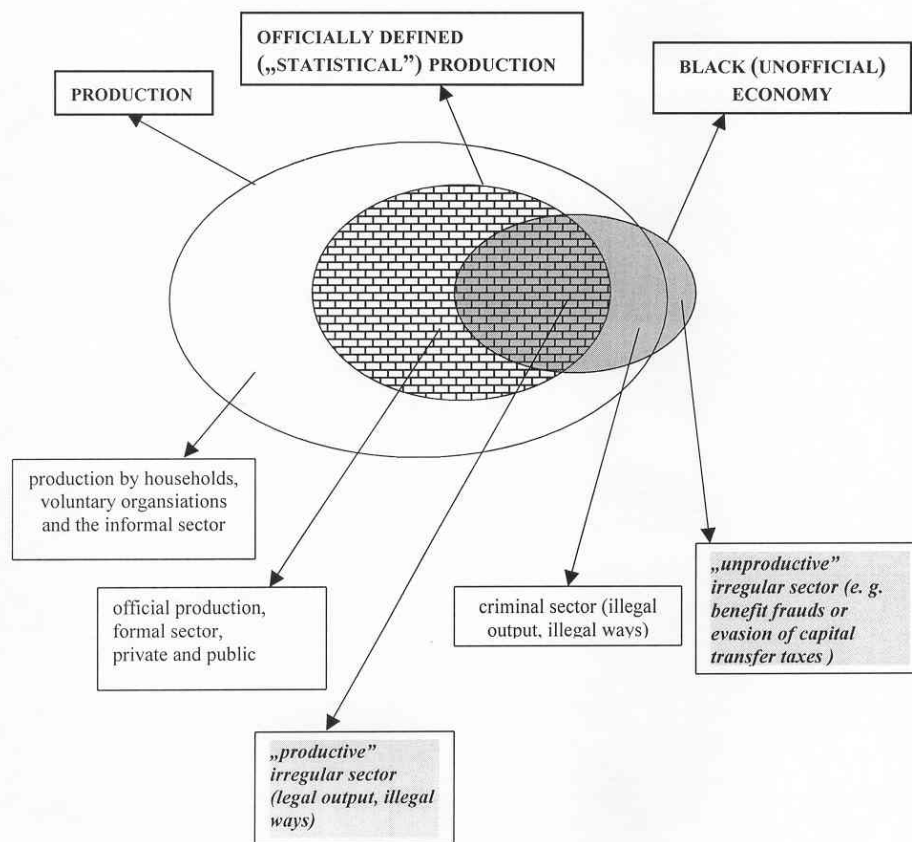 OFFICIALLY DEFINED
(„STATISTICAL”) PRODUCTION
BLACK (UNOFFICIAL)
ECONOMY
PRODUCTION
production by households,
voluntary organsiations
and the informal sector
official production,
formal sector,
private and public
criminal sector (illegal
output, illegal ways)
„unproductive”
irregular sector (e. g.
benefit frauds or
evasion of capital
transfer taxes )
„productive”
irregular sector
(legal output, illegal
ways)